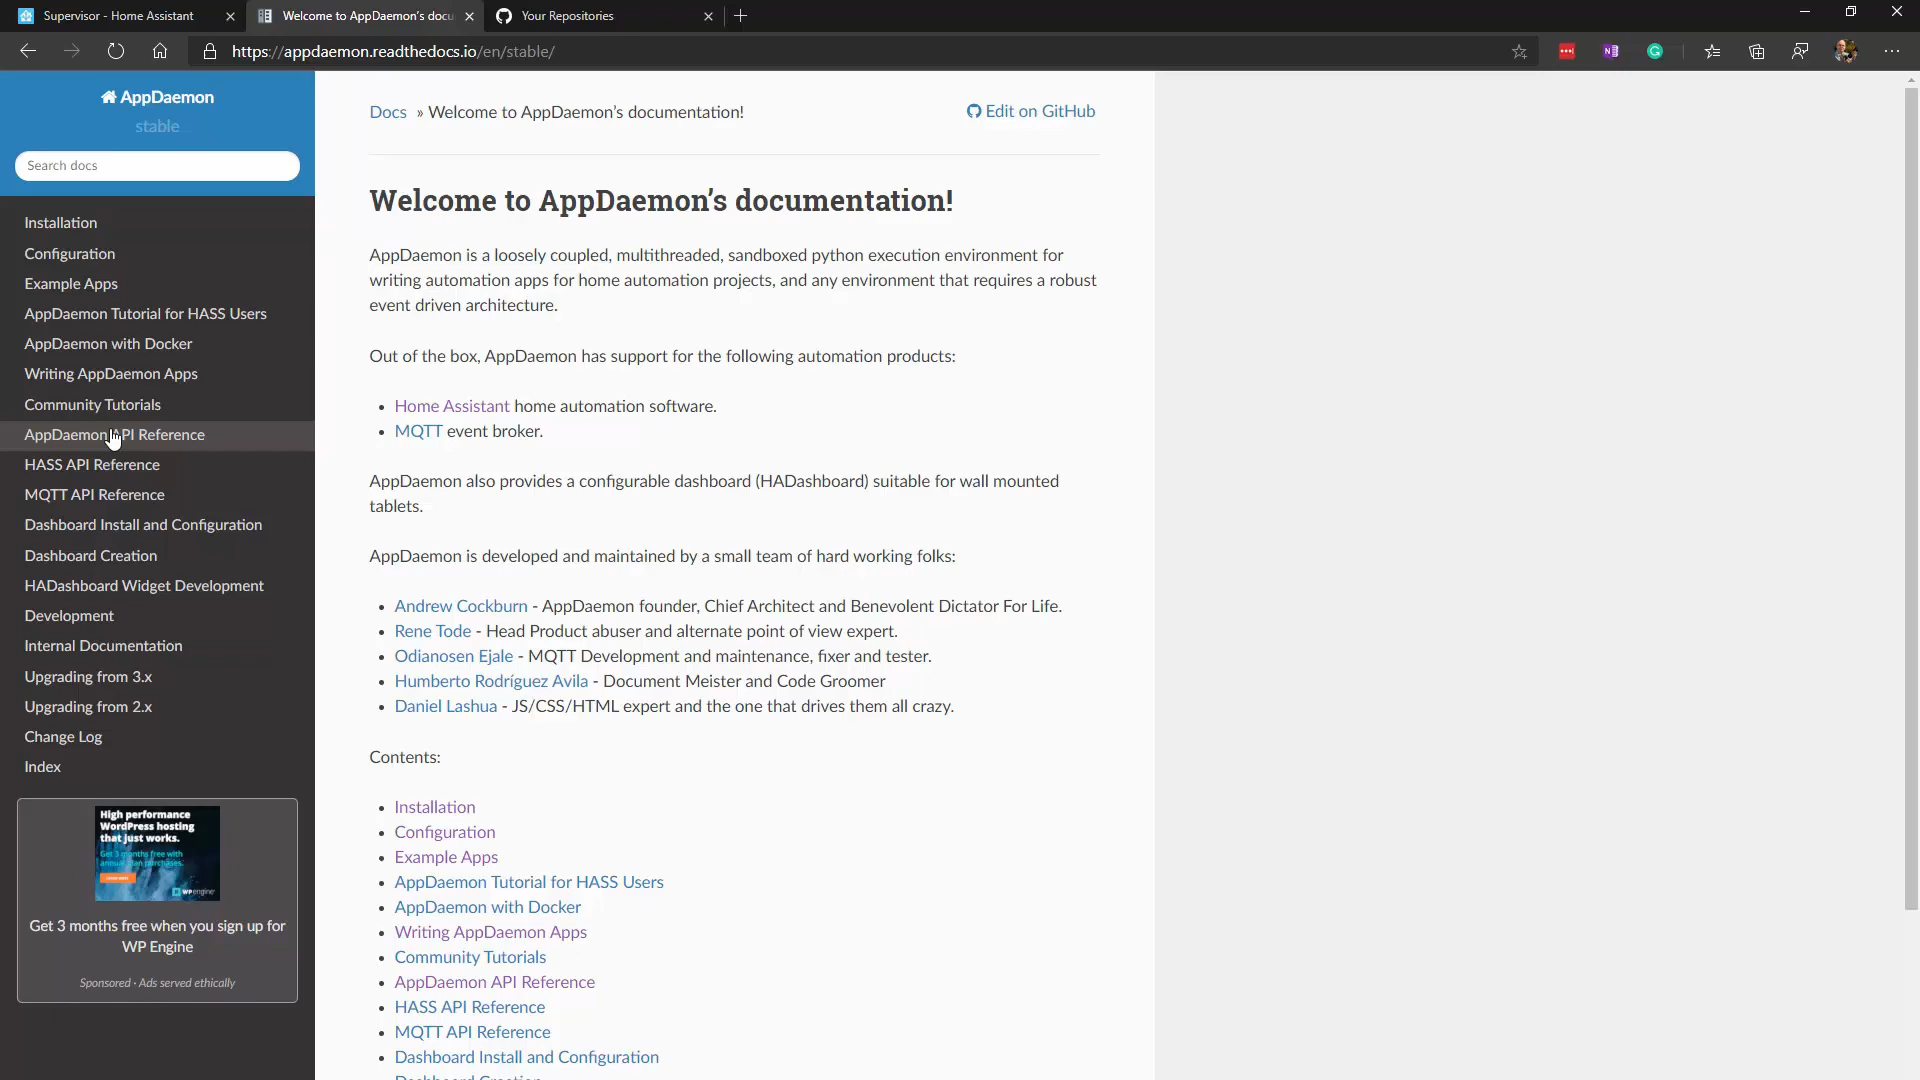 Supervisor - Home Assistant
Welcome to AppDaemon's docu
Your Repositories
https://appdaemon.readthedocs.io/en/stable/
AppDaemon
stable
Search docs
Installation
Configuration
Example Apps
AppDaemon Tutorial for HASS Users
AppDaemon with Docker
Writing AppDaemon Apps
Community Tutorials
AppDaemon API Reference
HASS API Reference
MQTT API Reference
Dashboard Install and Configuration
Dashboard Creation
HADashboard Widget Development
Development
Internal Documentation
Upgrading from 3.x
Upgrading from 2.x
Change Log
Index
High performance
WordPress hosting
that just works.
Get 3 months free with
annual plan purchases.
WP engine
Get 3 months free when you sign up for
WP Engine
Sponsored · Ads served ethically
Docs » Welcome to AppDaemon's documentation!
Edit on GitHub
Welcome to AppDaemon's documentation!
AppDaemon is a loosely coupled, multithreaded, sandboxed python execution environment for
writing automation apps for home automation projects, and any environment that requires a robust
event driven architecture.
Out of the box, AppDaemon has support for the following automation products:
• Home Assistant home automation software.
• MQTT event broker.
AppDaemon also provides a configurable dashboard (HADashboard) suitable for wall mounted
tablets.
AppDaemon is developed and maintained by a small team of hard working folks:
• Andrew Cockburn - AppDaemon founder, Chief Architect and Benevolent Dictator For Life.
• Rene Tode - Head Product abuser and alternate point of view expert.
• Odianosen Ejale - MQTT Development and maintenance, fixer and tester.
• Humberto Rodríguez Avila - Document Meister and Code Groomer
• Daniel Lashua - JS/CSS/HTML expert and the one that drives them all crazy.
Contents:
• Installation
• Configuration
• Example Apps
• AppDaemon Tutorial for HASS Users
• AppDaemon with Docker
• Writing AppDaemon Apps
• Community Tutorials
• AppDaemon API Reference
• HASS API Reference
• MQTT API Reference
• Dashboard Install and Configuration
• Dashboard Creation